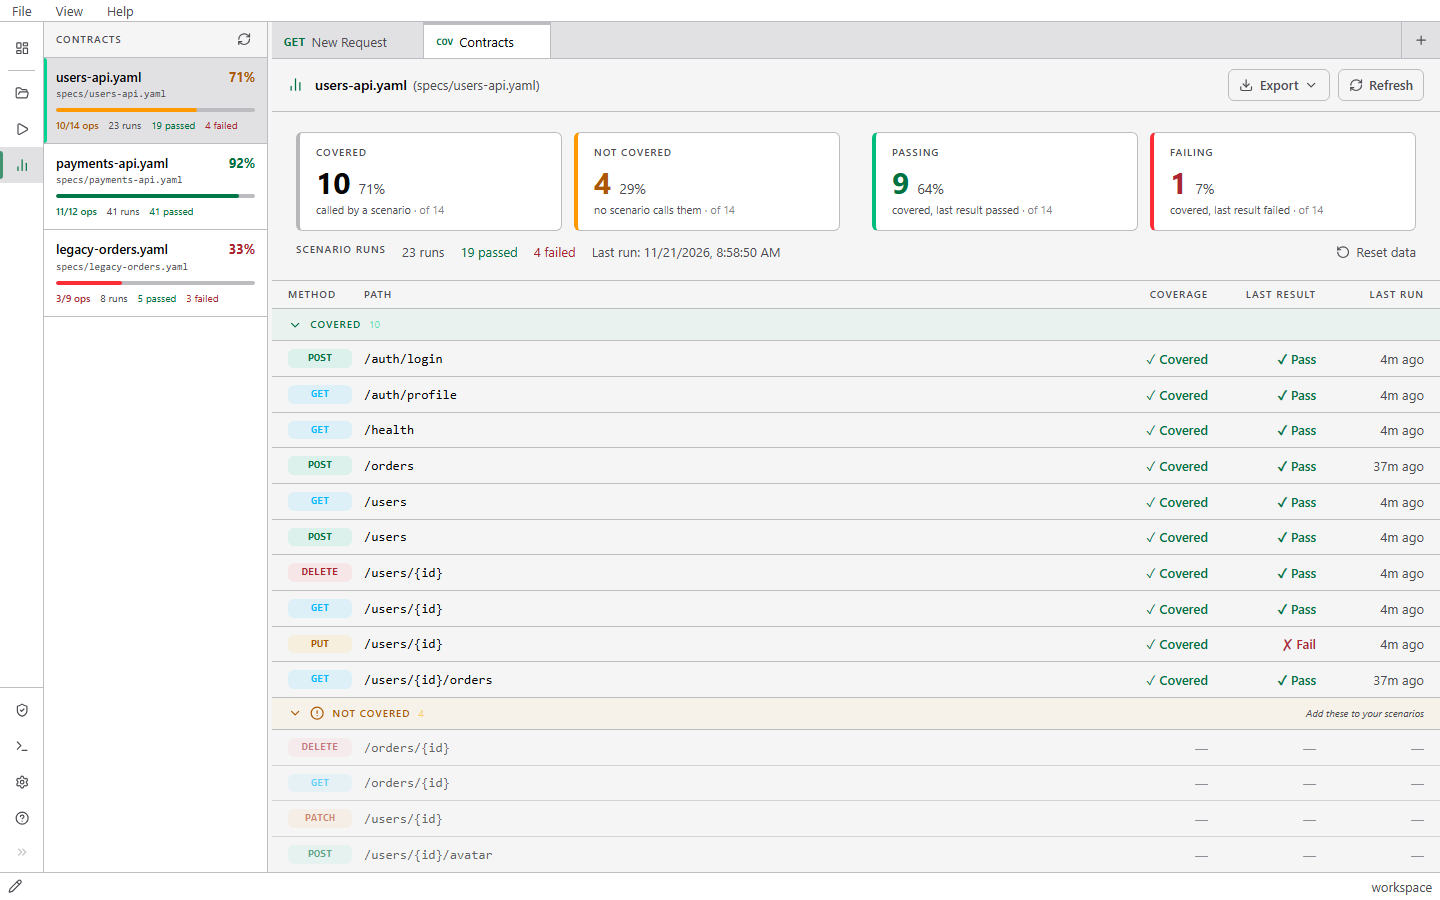 File View Help
CONTRACTS
users-api.yaml 71%
specs/users-api.yaml
10/14 ops 23 runs 19 passed 4 failed
payments-api.yaml 92%
specs/payments-api.yaml
11/12 ops 41 runs 41 passed
legacy-orders.yaml 33%
specs/legacy-orders.yaml
3/9 ops 8 runs 5 passed 3 failed
GET New Request COV Contracts
users-api.yaml (specs/users-api.yaml) Export Refresh
COVERED
10 71%
called by a scenario · of 14
NOT COVERED
4 29%
no scenario calls them · of 14
PASSING
9 64%
covered, last result passed · of 14
FAILING
1 7%
covered, last result failed · of 14
SCENARIO RUNS 23 runs 19 passed 4 failed Last run: 11/21/2026, 8:58:50 AM Reset data
METHOD PATH COVERAGE LAST RESULT LAST RUN
COVERED 10
POST /auth/login ✓ Covered ✓ Pass 4m ago
GET /auth/profile ✓ Covered ✓ Pass 4m ago
GET /health ✓ Covered ✓ Pass 4m ago
POST /orders ✓ Covered ✓ Pass 37m ago
GET /users ✓ Covered ✓ Pass 4m ago
POST /users ✓ Covered ✓ Pass 4m ago
DELETE /users/{id} ✓ Covered ✓ Pass 4m ago
GET /users/{id} ✓ Covered ✓ Pass 4m ago
PUT /users/{id} ✓ Covered ✗ Fail 4m ago
GET /users/{id}/orders ✓ Covered ✓ Pass 37m ago
NOT COVERED 4 Add these to your scenarios
DELETE /orders/{id} — — —
GET /orders/{id} — — —
PATCH /users/{id} — — —
POST /users/{id}/avatar — — —
workspace